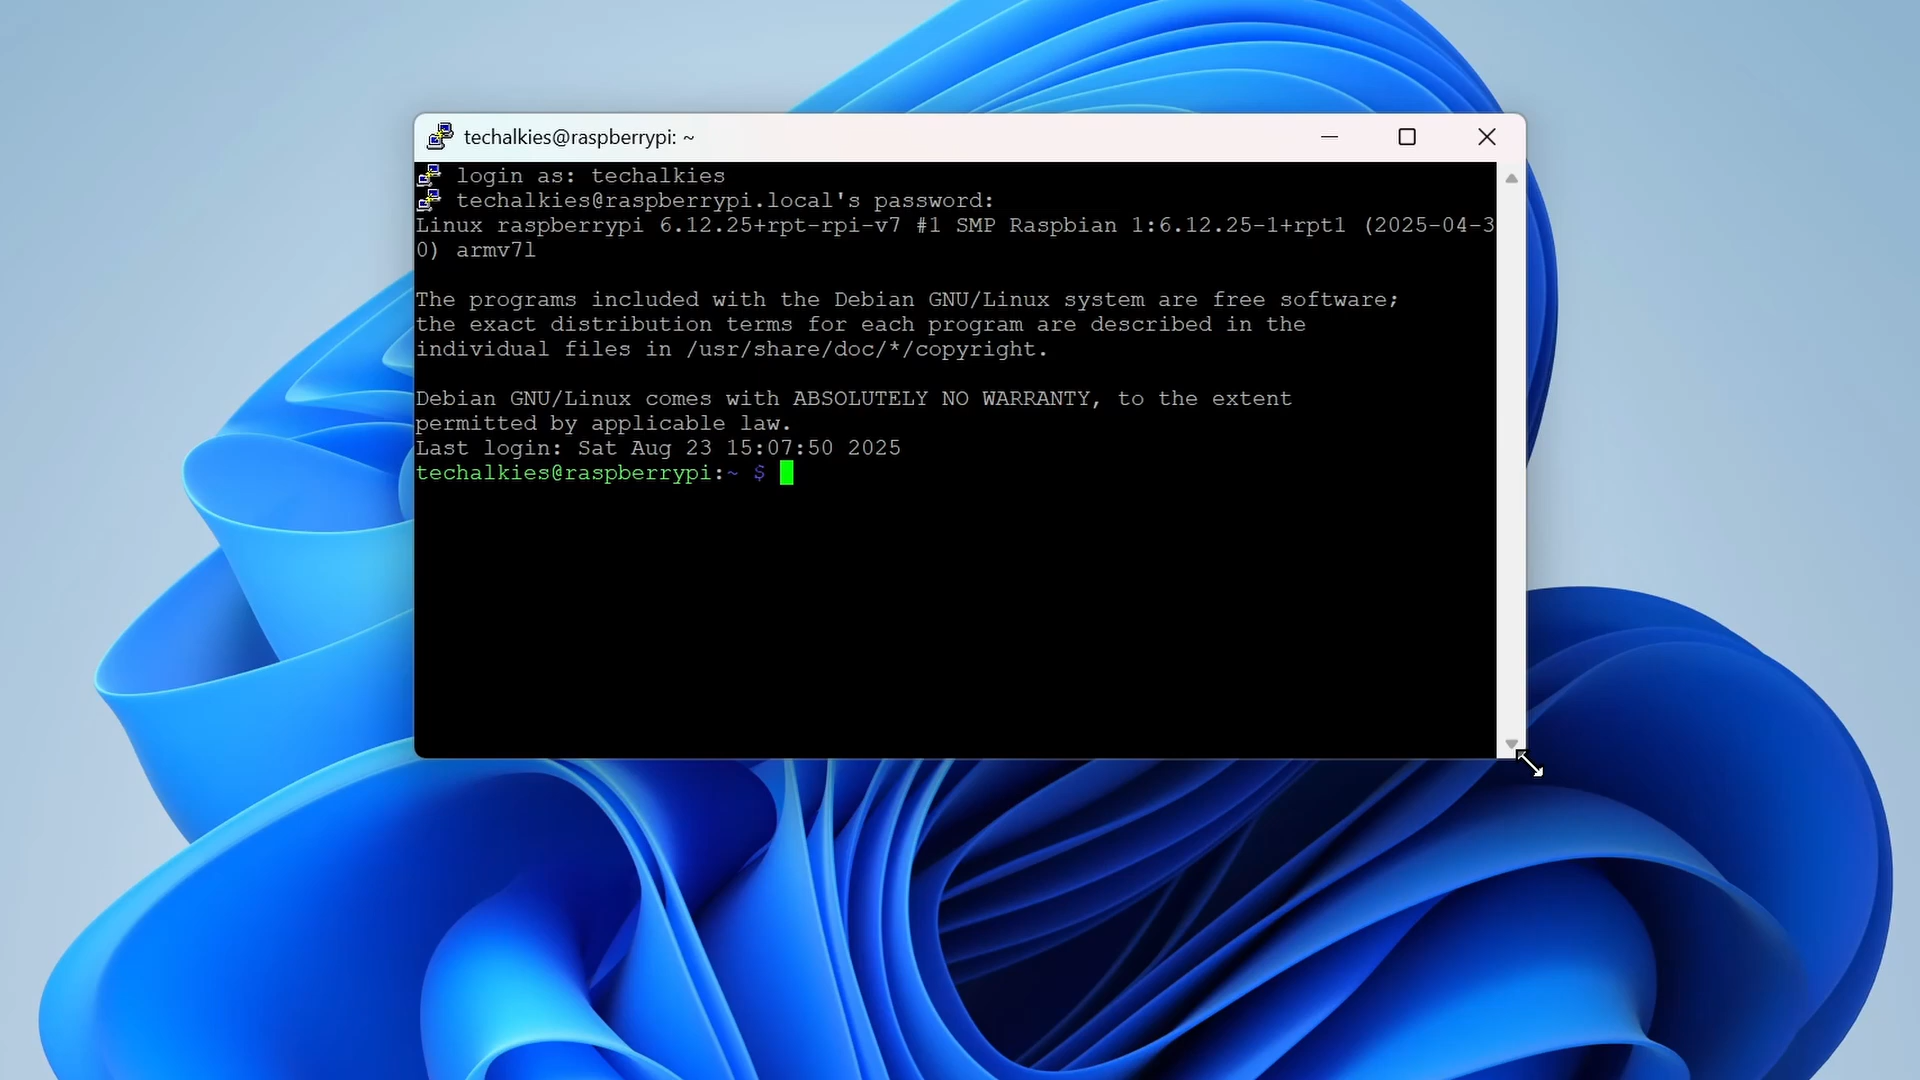 techalkies@raspberrypi: ~
login as: techalkies
techalkies@raspberrypi.local's password:
Linux raspberrypi 6.12.25+rpt-rpi-v7 #1 SMP Raspbian 1:6.12.25-1+rpt1 (2025-04-3
0) armv7l
The programs included with the Debian GNU/Linux system are free software;
the exact distribution terms for each program are described in the
individual files in /usr/share/doc/*/copyright.
Debian GNU/Linux comes with ABSOLUTELY NO WARRANTY, to the extent
permitted by applicable law.
Last login: Sat Aug 23 15:07:50 2025
techalkies@raspberrypi:~ $